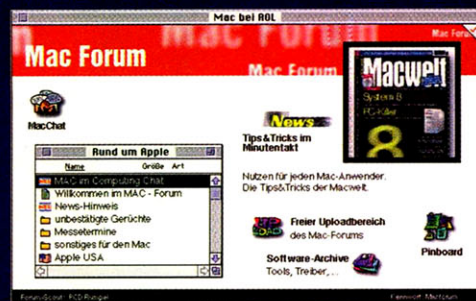 Mac bei AOL
Mac Forum
Mac Forum
Mac Forum
MacChat
News
Tips & Tricks im
Minutentakt
Macwelt
System 8
PC-Killer
8
Rund um Apple
Name Größe Art
MAC im Computing Chat
Willkommen im MAC - Forum
News-Hinweis
unbestätigte Gerüchte
Messetermine
sonstiges für den Mac
Apple USA
Nutzen für jeden Mac-Anwender.
Die Tips&Tricks der Macwelt.
Freier Uploadbereich
des Mac-Forums
Software-Archive
Tools, Treiber, ...
Pinboard